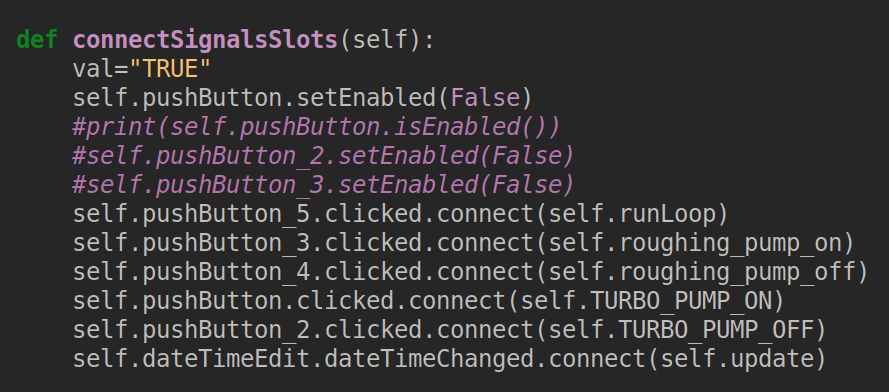 def connectSignalsSlots(self):
    val="TRUE"
    self.pushButton.setEnabled(False)
    #print(self.pushButton.isEnabled())
    #self.pushButton_2.setEnabled(False)
    #self.pushButton_3.setEnabled(False)
    self.pushButton_5.clicked.connect(self.runLoop)
    self.pushButton_3.clicked.connect(self.roughing_pump_on)
    self.pushButton_4.clicked.connect(self.roughing_pump_off)
    self.pushButton.clicked.connect(self.TURBO_PUMP_ON)
    self.pushButton_2.clicked.connect(self.TURBO_PUMP_OFF)
    self.dateTimeEdit.dateTimeChanged.connect(self.update)